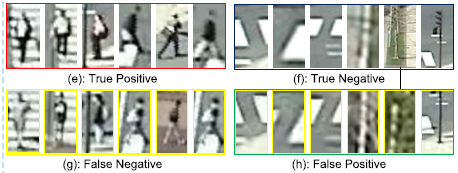 (e): True Positive
(f): True Negative
(g): False Negative
(h): False Positive